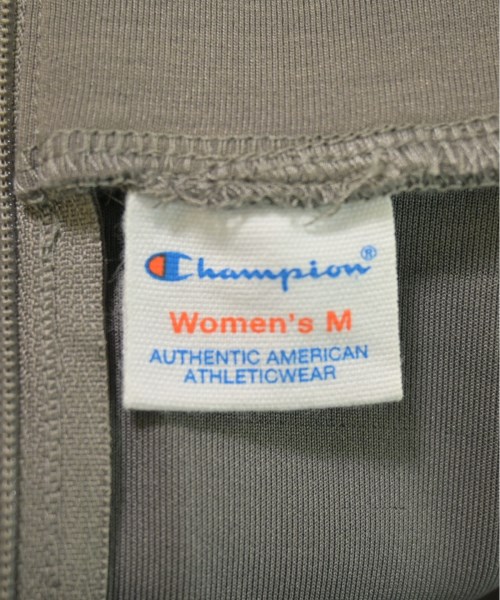 Champion®
Women's M
AUTHENTIC AMERICAN
ATHLETICWEAR